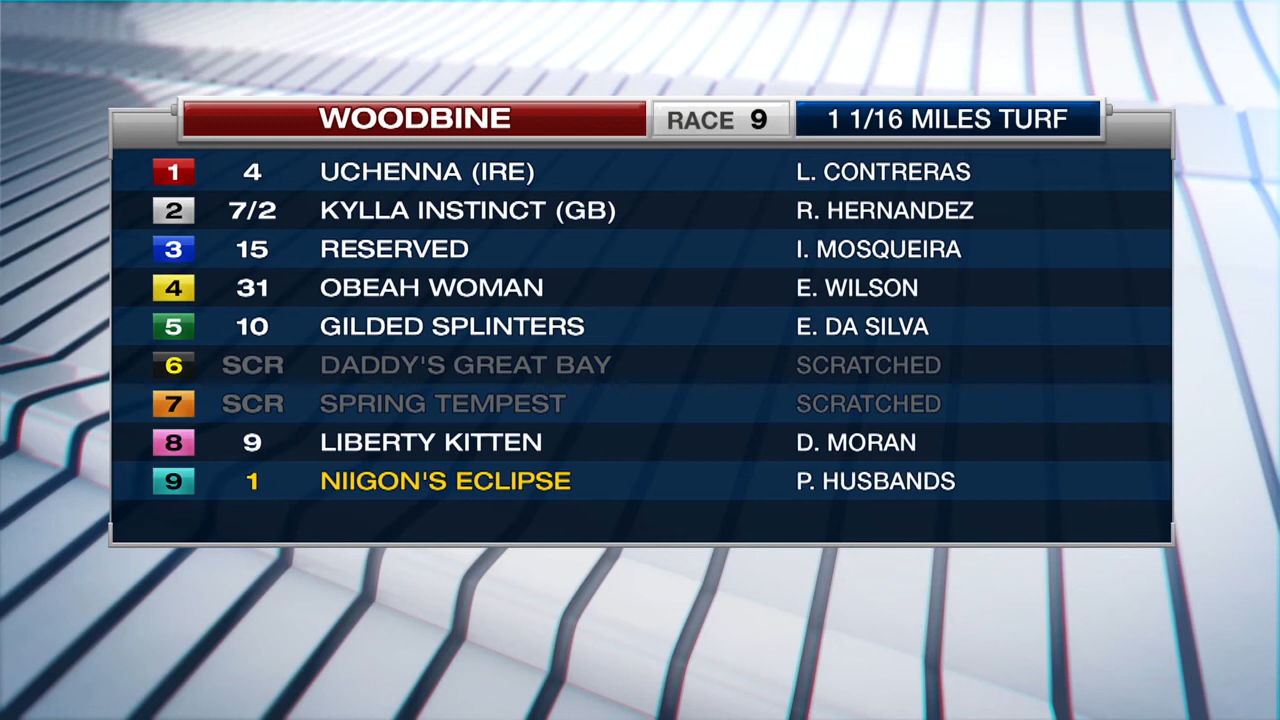 WOODBINE RACE 9 1 1/16 MILES TURF
1 4 UCHENNA (IRE) L. CONTRERAS
2 7/2 KYLLA INSTINCT (GB) R. HERNANDEZ
3 15 RESERVED I. MOSQUEIRA
4 31 OBEAH WOMAN E. WILSON
5 10 GILDED SPLINTERS E. DA SILVA
6 SCR DADDY'S GREAT BAY SCRATCHED
7 SCR SPRING TEMPEST SCRATCHED
8 9 LIBERTY KITTEN D. MORAN
9 1 NIIGON'S ECLIPSE P. HUSBANDS